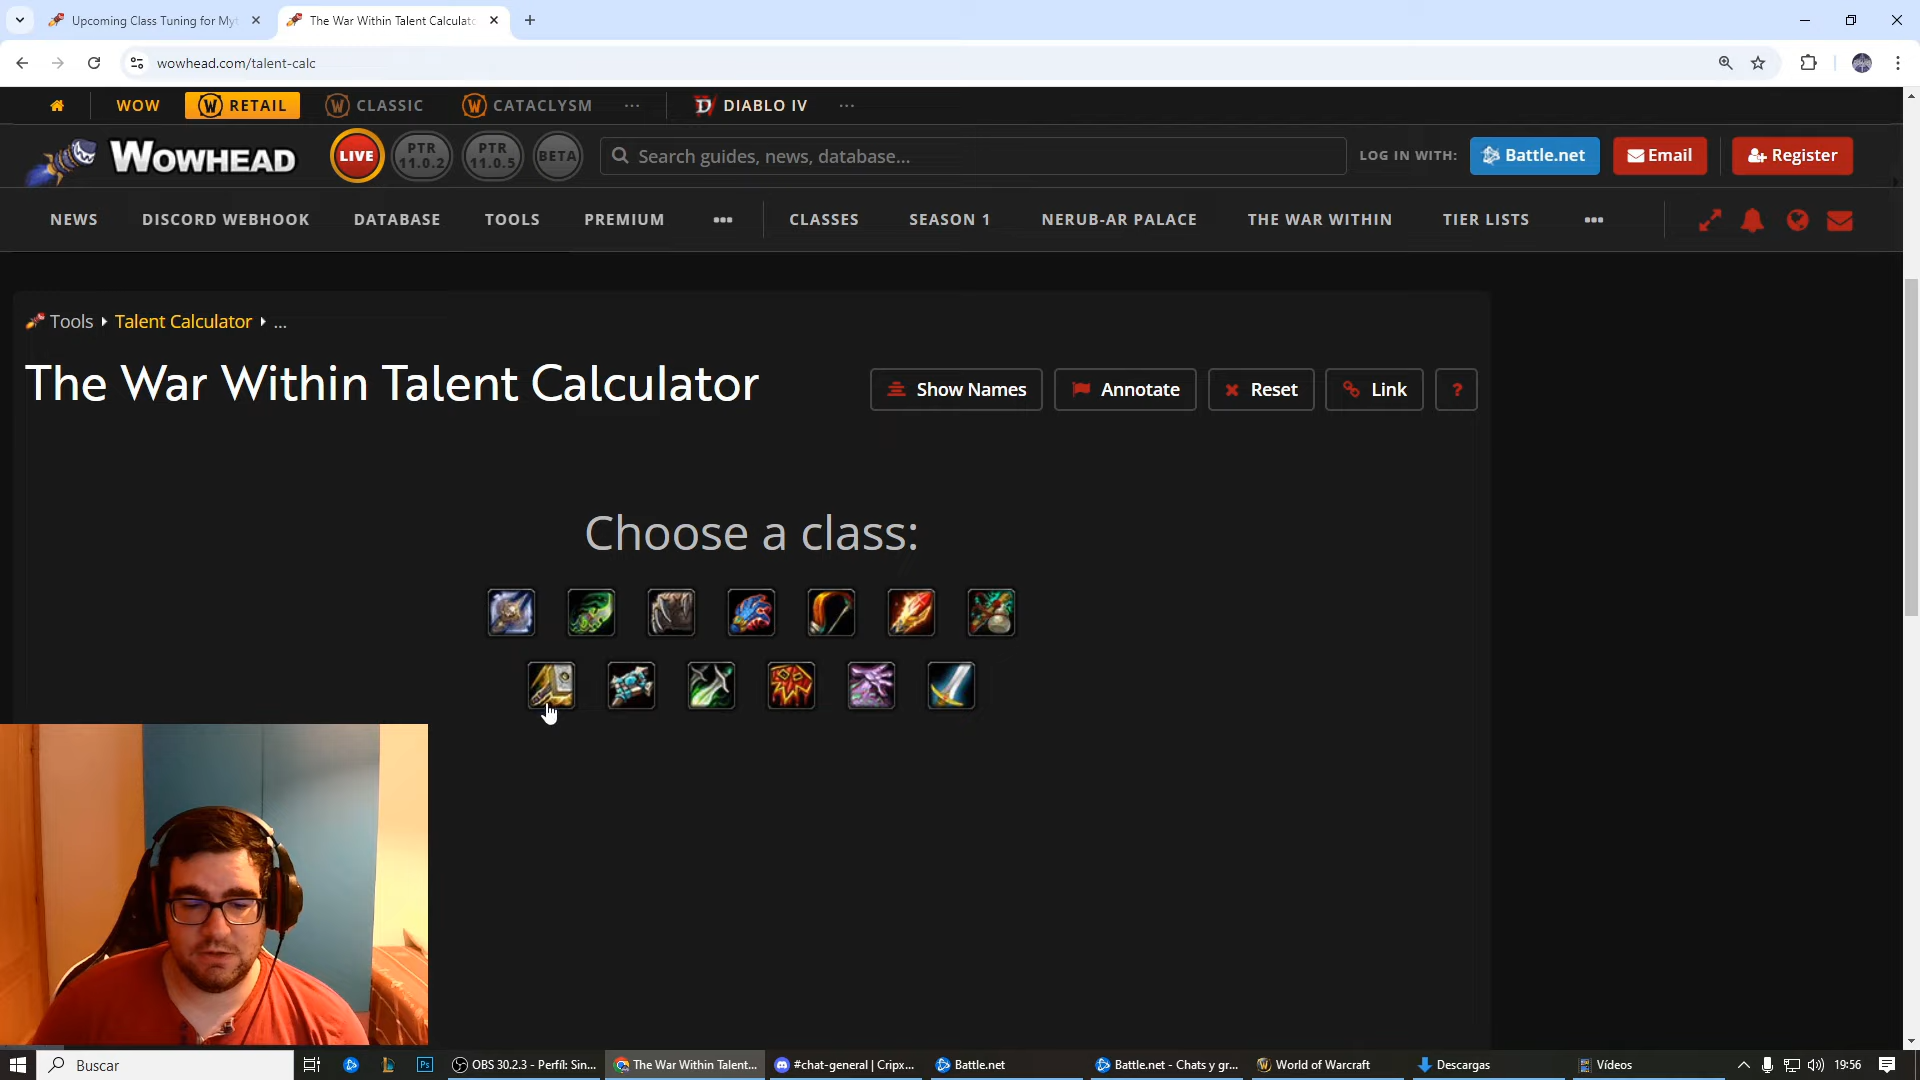 Upcoming Class Tuning for My
The War Within Talent Calculat
wowhead.com/talent-calc
WOW
RETAIL
CLASSIC
CATACLYSM
DIABLO IV
WOWHEAD
LIVE
PTR 11.0.2
PTR 11.0.5
BETA
Search guides, news, database...
LOG IN WITH:
Battle.net
Email
Register
NEWS
DISCORD WEBHOOK
DATABASE
TOOLS
PREMIUM
CLASSES
SEASON 1
NERUB-AR PALACE
THE WAR WITHIN
TIER LISTS
Tools
Talent Calculator
...
The War Within Talent Calculator
Show Names
Annotate
Reset
Link
?
Choose a class:
Buscar
Ps
OBS 30.2.3 - Perfíl: Sin...
The War Within Talent...
#chat-general | Cripx...
Battle.net
Battle.net - Chats y gr...
World of Warcraft
Descargas
Vídeos
19:56